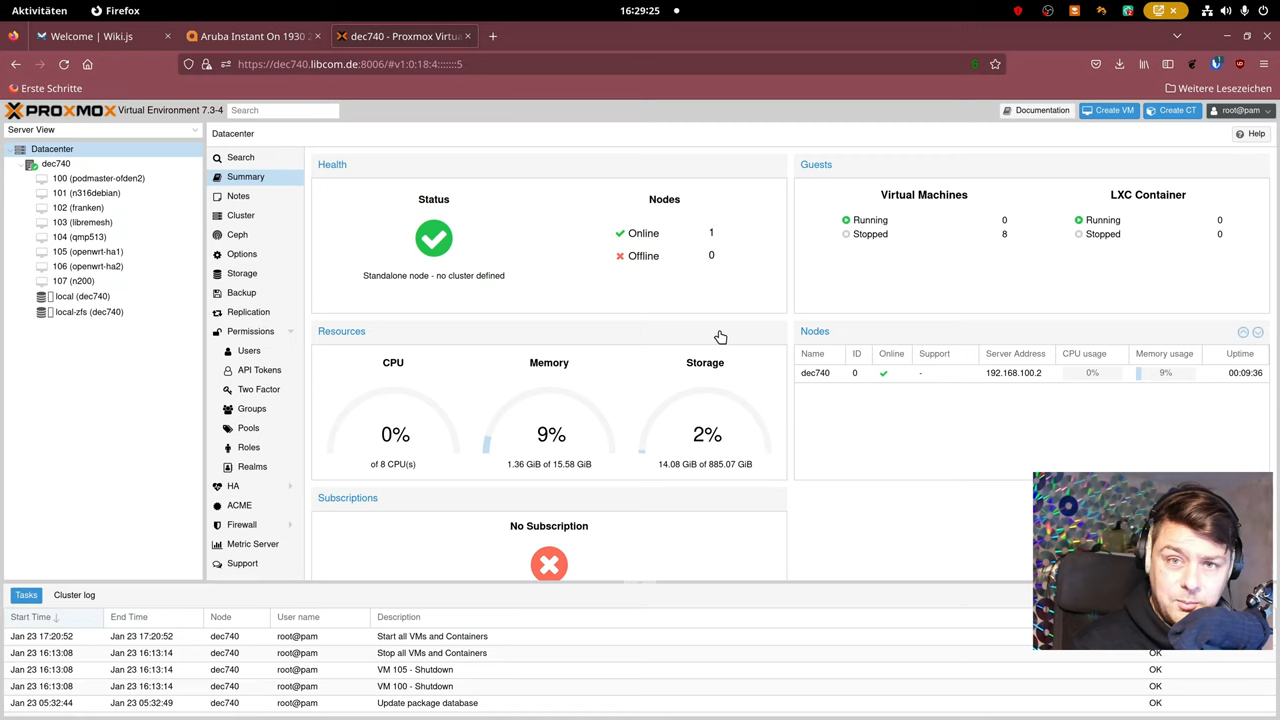 Aktivitäten
Firefox
16:29:25
Welcome | Wiki.js
Aruba Instant On 1930 2
dec740 - Proxmox Virtua
https://dec740.libcom.de:8006/#v1:0:18:4:::::::5
Erste Schritte
Weitere Lesezeichen
PROXMOX Virtual Environment 7.3-4
Search
Documentation
Create VM
Create CT
root@pam
Server View
Datacenter
dec740
100 (podmaster-ofden2)
101 (n316debian)
102 (franken)
103 (libremesh)
104 (qmp513)
105 (openwrt-ha1)
106 (openwrt-ha2)
107 (n200)
local (dec740)
local-zfs (dec740)
Datacenter
Help
Search
Summary
Notes
Cluster
Ceph
Options
Storage
Backup
Replication
Permissions
Users
API Tokens
Two Factor
Groups
Pools
Roles
Realms
HA
ACME
Firewall
Metric Server
Support
Health
Status
Standalone node - no cluster defined
Nodes
Online 1
Offline 0
Guests
Virtual Machines
Running 0
Stopped 8
LXC Container
Running 0
Stopped 0
Resources
CPU
0%
of 8 CPU(s)
Memory
9%
1.36 GiB of 15.58 GiB
Storage
2%
14.08 GiB of 885.07 GiB
Nodes
Name ID Online Support Server Address CPU usage Memory usage Uptime
dec740 0 - 192.168.100.2 0% 9% 00:09:36
Subscriptions
No Subscription
Tasks
Cluster log
Start Time End Time Node User name Description
Jan 23 17:20:52 Jan 23 17:20:52 dec740 root@pam Start all VMs and Containers
Jan 23 16:13:08 Jan 23 16:13:14 dec740 root@pam Stop all VMs and Containers OK
Jan 23 16:13:08 Jan 23 16:13:14 dec740 root@pam VM 105 - Shutdown OK
Jan 23 16:13:08 Jan 23 16:13:14 dec740 root@pam VM 100 - Shutdown OK
Jan 23 05:32:44 Jan 23 05:32:49 dec740 root@pam Update package database OK